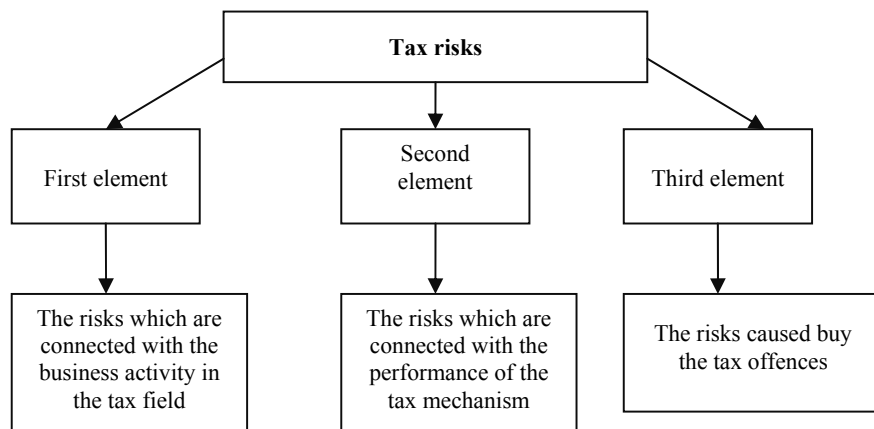 Tax risks
First element
Second
element
Third element
The risks which are
connected with the
business activity in
the tax field
The risks which are
connected with the
performance of the
tax mechanism
The risks caused buy
the tax offences